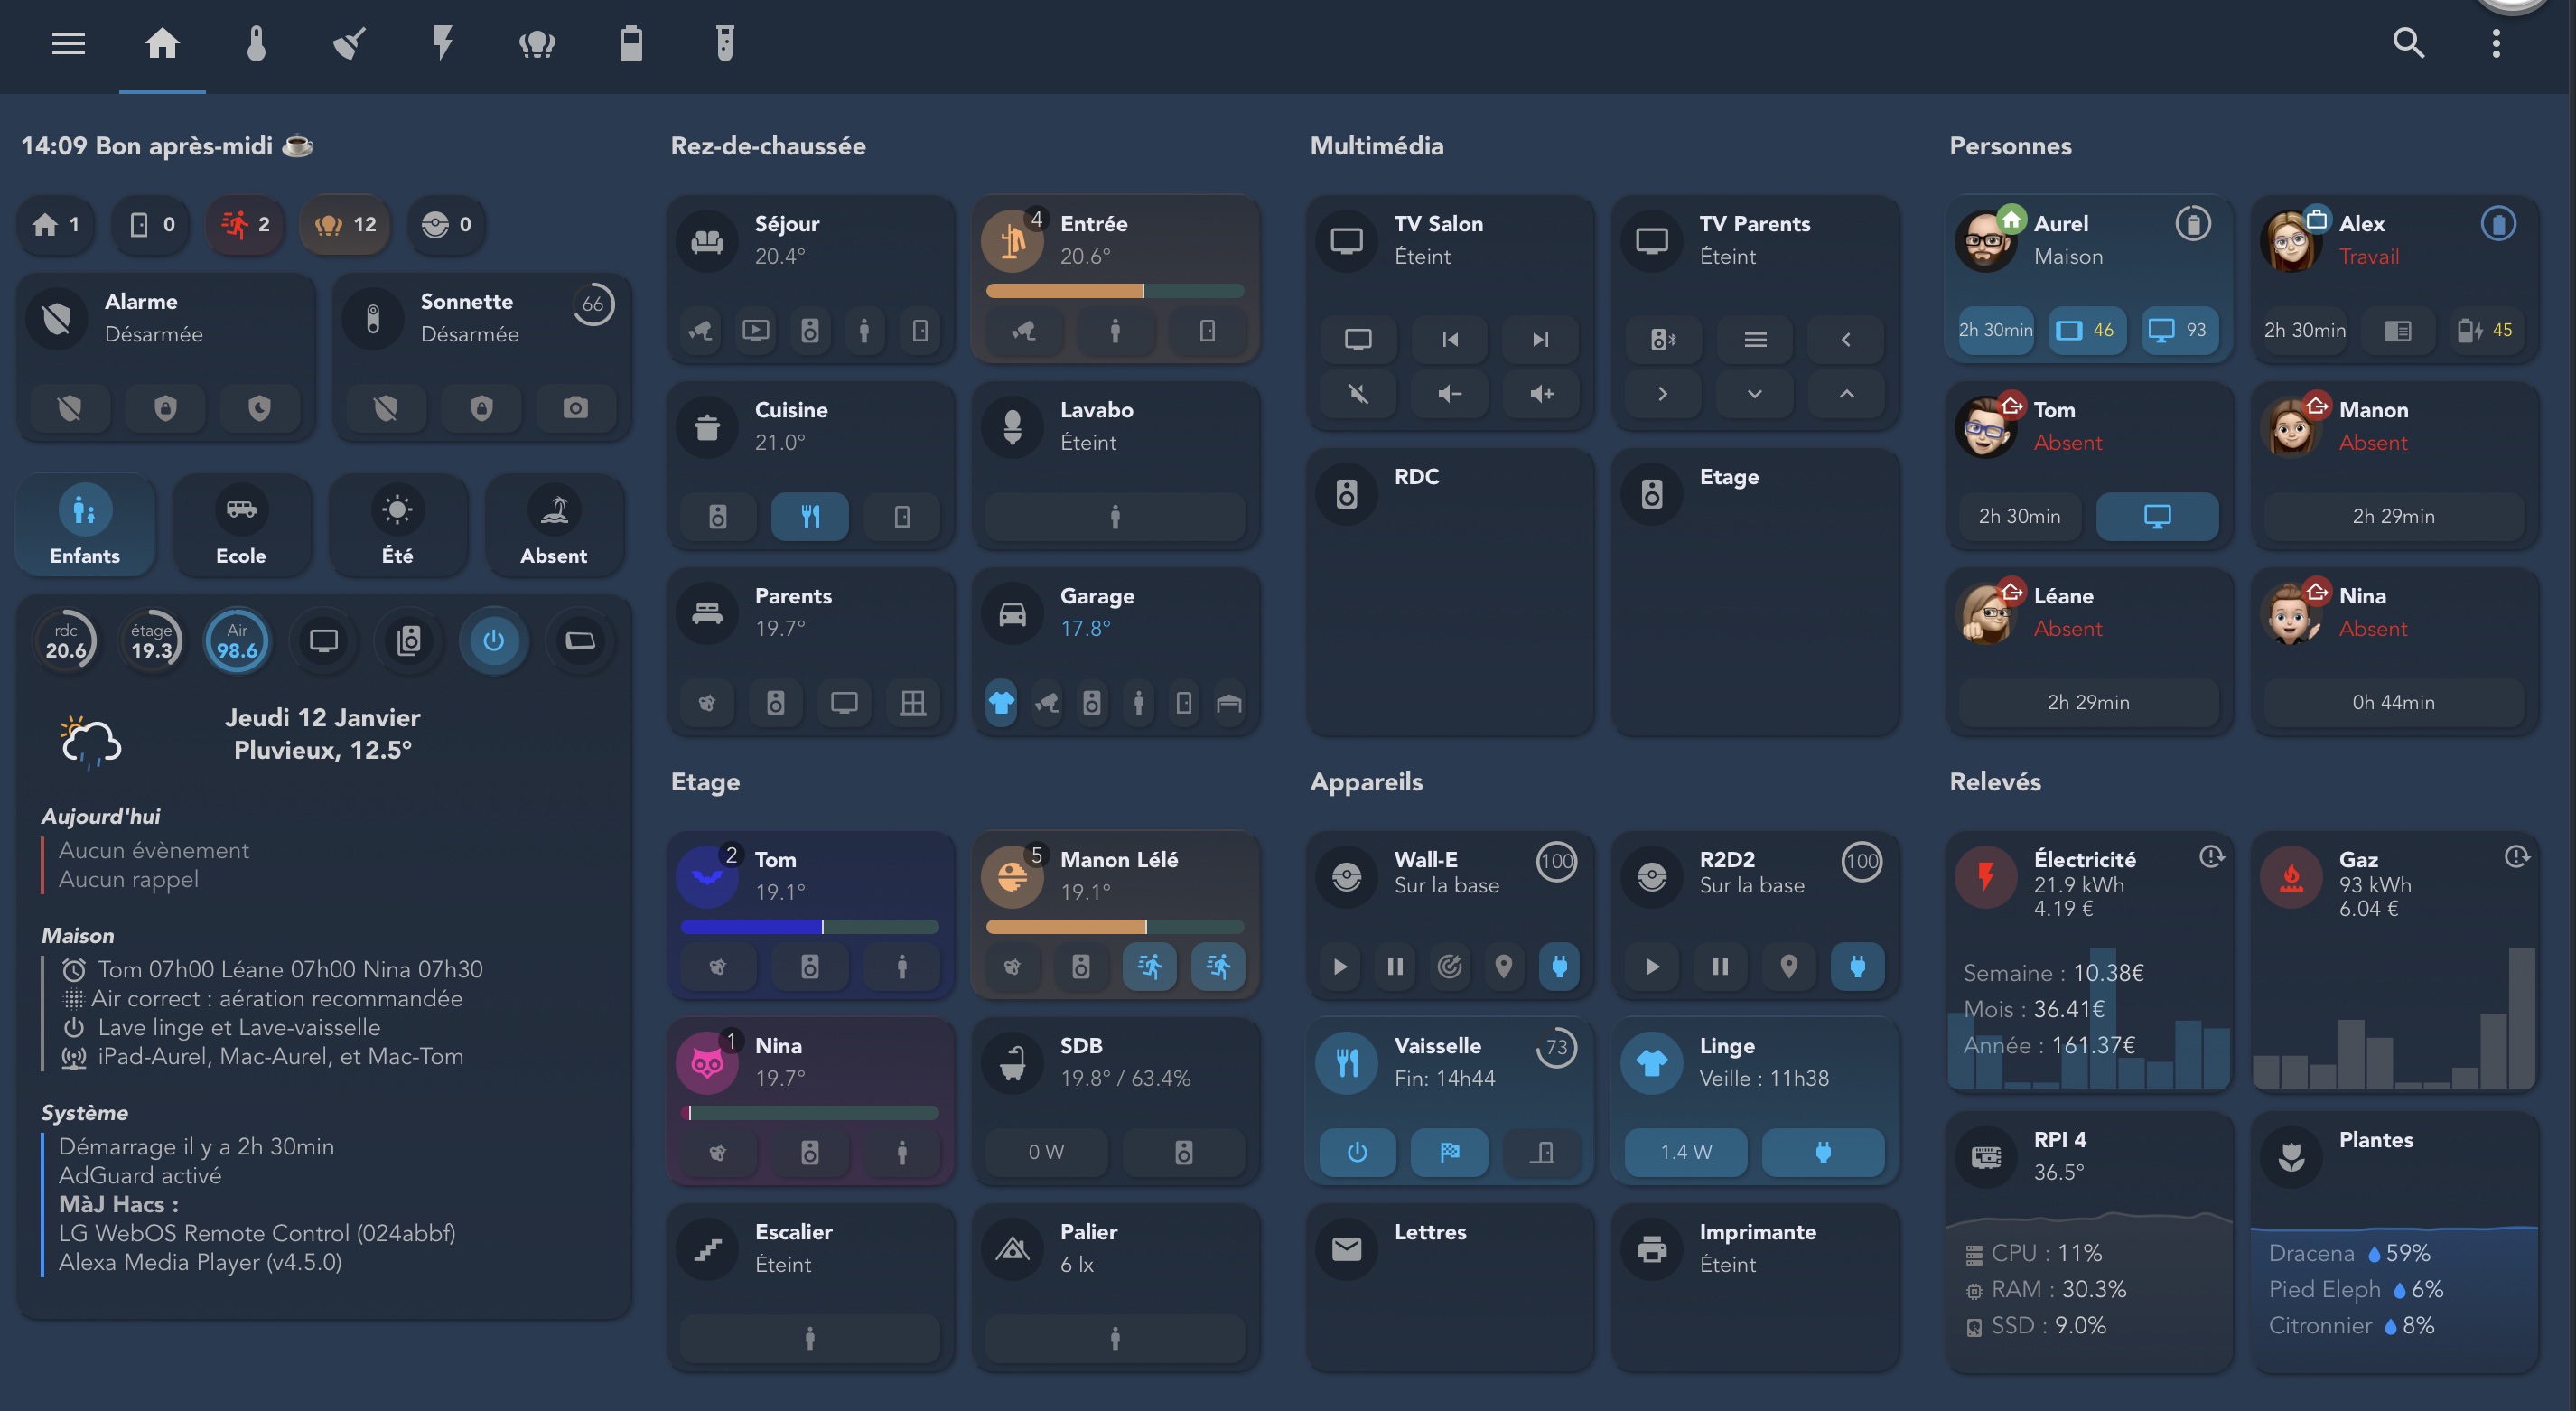 14:09 Bon après-midi
1
0
2
12
0
Alarme
Désarmée
Sonnette
Désarmée
66
Enfants
Ecole
Été
Absent
rdc
20.6
étage
19.3
Air
98.6
Jeudi 12 Janvier
Pluvieux, 12.5°
Aujourd'hui
Aucun évènement
Aucun rappel
Maison
Tom 07h00 Léane 07h00 Nina 07h30
Air correct : aération recommandée
Lave linge et Lave-vaisselle
iPad-Aurel, Mac-Aurel, et Mac-Tom
Système
Démarrage il y a 2h 30min
AdGuard activé
MàJ Hacs :
LG WebOS Remote Control (024abbf)
Alexa Media Player (v4.5.0)
Rez-de-chaussée
Séjour
20.4°
4
Entrée
20.6°
Cuisine
21.0°
Lavabo
Éteint
Parents
19.7°
Garage
17.8°
Etage
2
Tom
19.1°
5
Manon Lélé
19.1°
1
Nina
19.7°
SDB
19.8° / 63.4%
0 W
Escalier
Éteint
Palier
6 lx
Multimédia
TV Salon
Éteint
TV Parents
Éteint
RDC
Etage
Appareils
Wall-E
Sur la base
100
R2D2
Sur la base
100
Vaisselle
Fin: 14h44
73
Linge
Veille : 11h38
1.4 W
Lettres
Imprimante
Éteint
Personnes
Aurel
Maison
2h 30min
46
93
Alex
Travail
2h 30min
45
Tom
Absent
2h 30min
Manon
Absent
2h 29min
Léane
Absent
2h 29min
Nina
Absent
0h 44min
Relevés
Électricité
21.9 kWh
4.19 €
Semaine : 10.38€
Mois : 36.41€
Année : 161.37€
Gaz
93 kWh
6.04 €
RPI 4
36.5°
CPU : 11%
RAM : 30.3%
SSD : 9.0%
Plantes
Dracena 59%
Pied Eleph 6%
Citronnier 8%